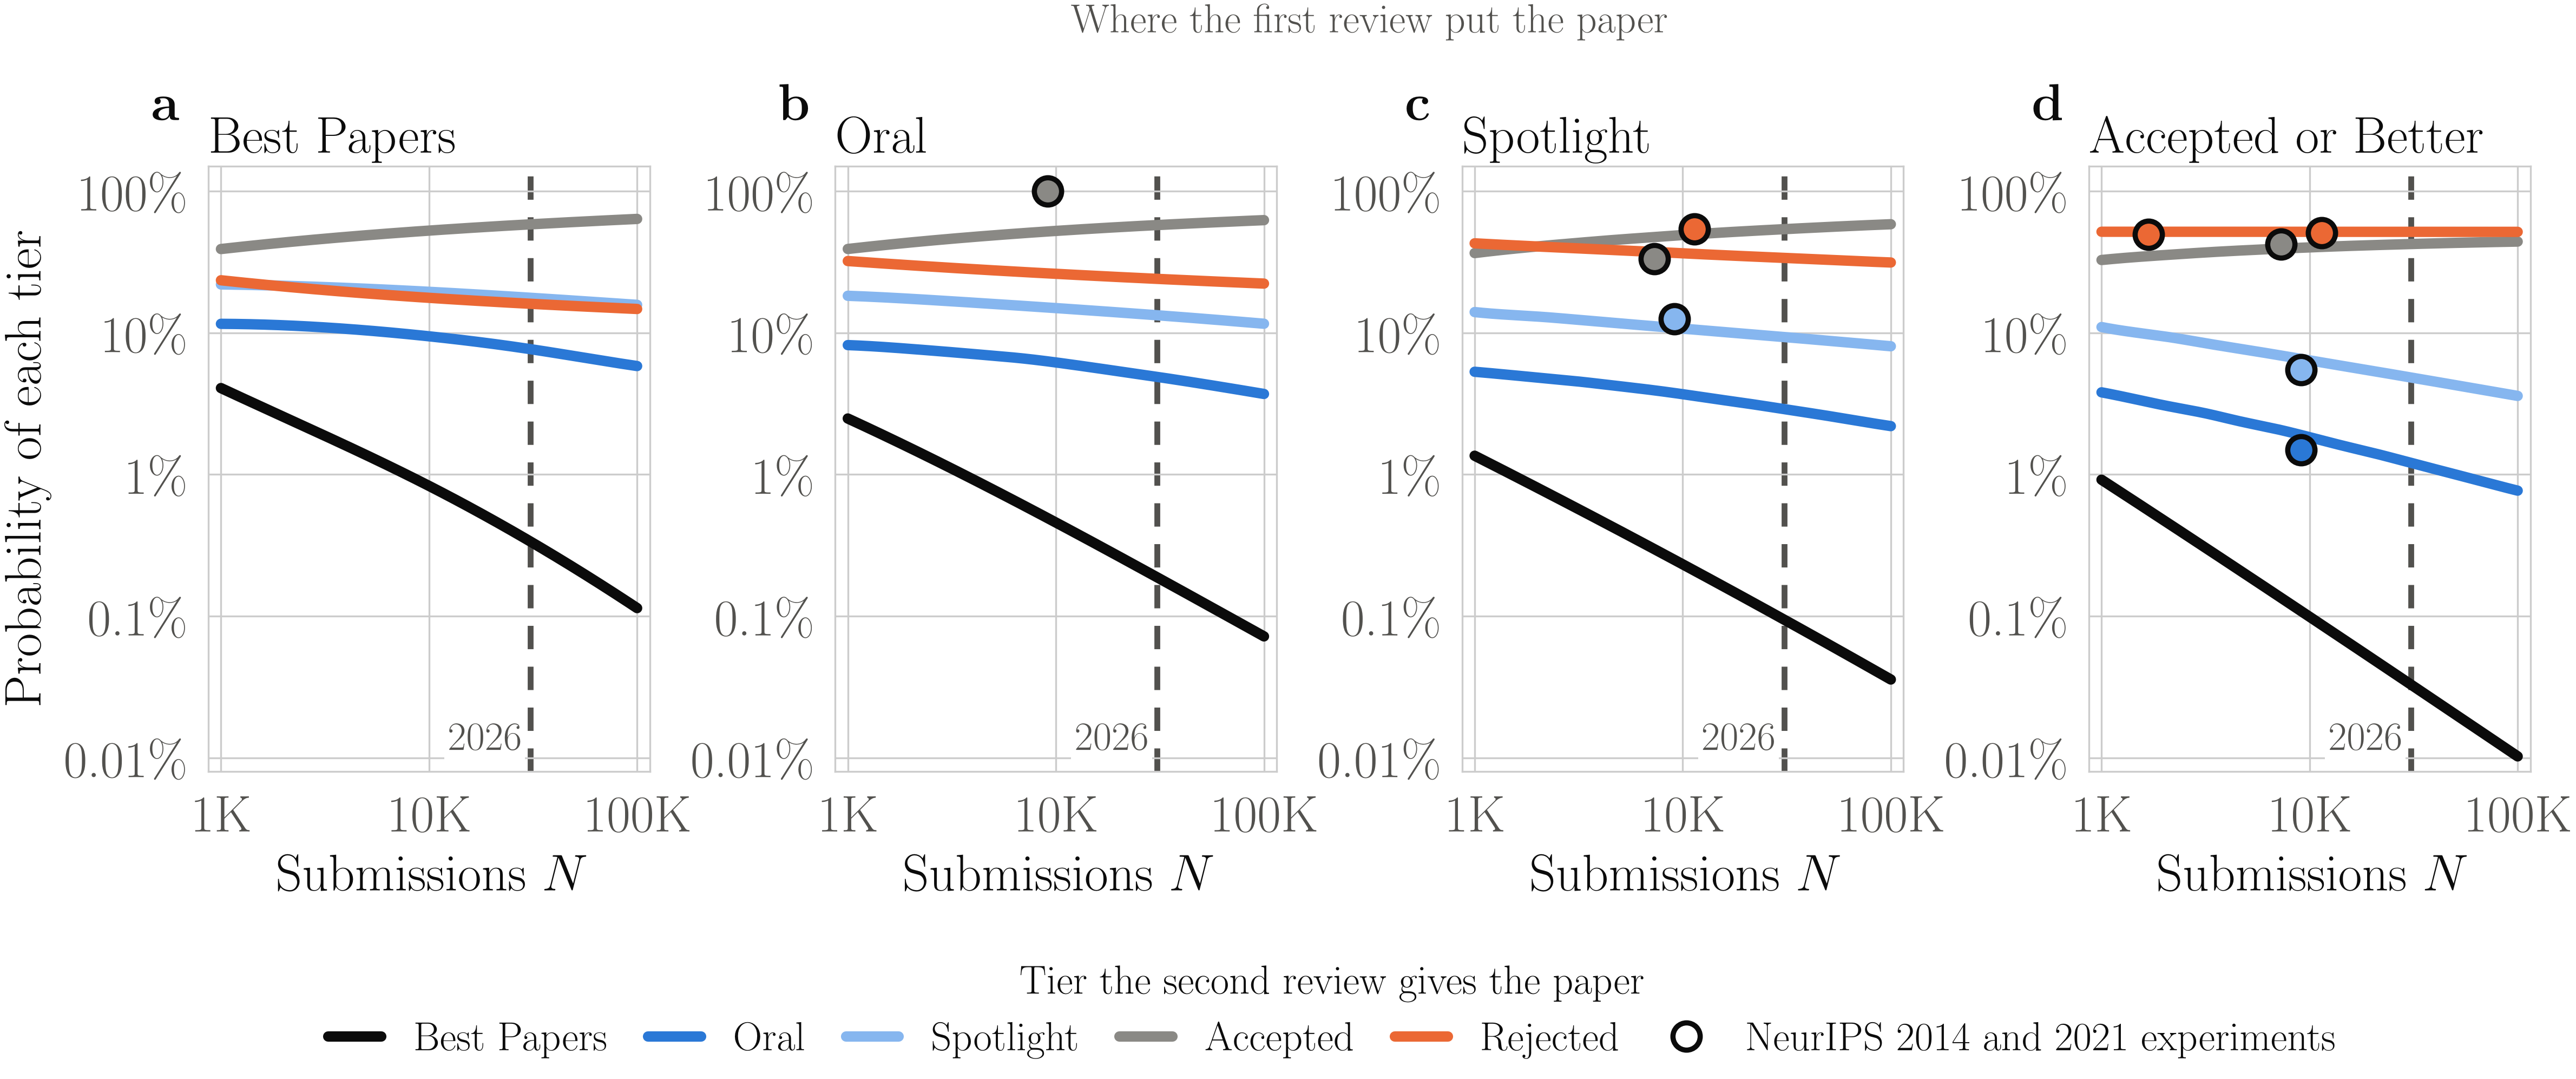 Where the first review put the paper
a
Best Papers
b
Oral
c
Spotlight
d
Accepted or Better
Probability of each tier
100%
10%
1%
0.1%
0.01%
2026
1K 10K 100K
Submissions N
100%
10%
1%
0.1%
0.01%
2026
1K 10K 100K
Submissions N
100%
10%
1%
0.1%
0.01%
2026
1K 10K 100K
Submissions N
100%
10%
1%
0.1%
0.01%
2026
1K 10K 100K
Submissions N
Tier the second review gives the paper
Best Papers Oral Spotlight Accepted Rejected NeurIPS 2014 and 2021 experiments